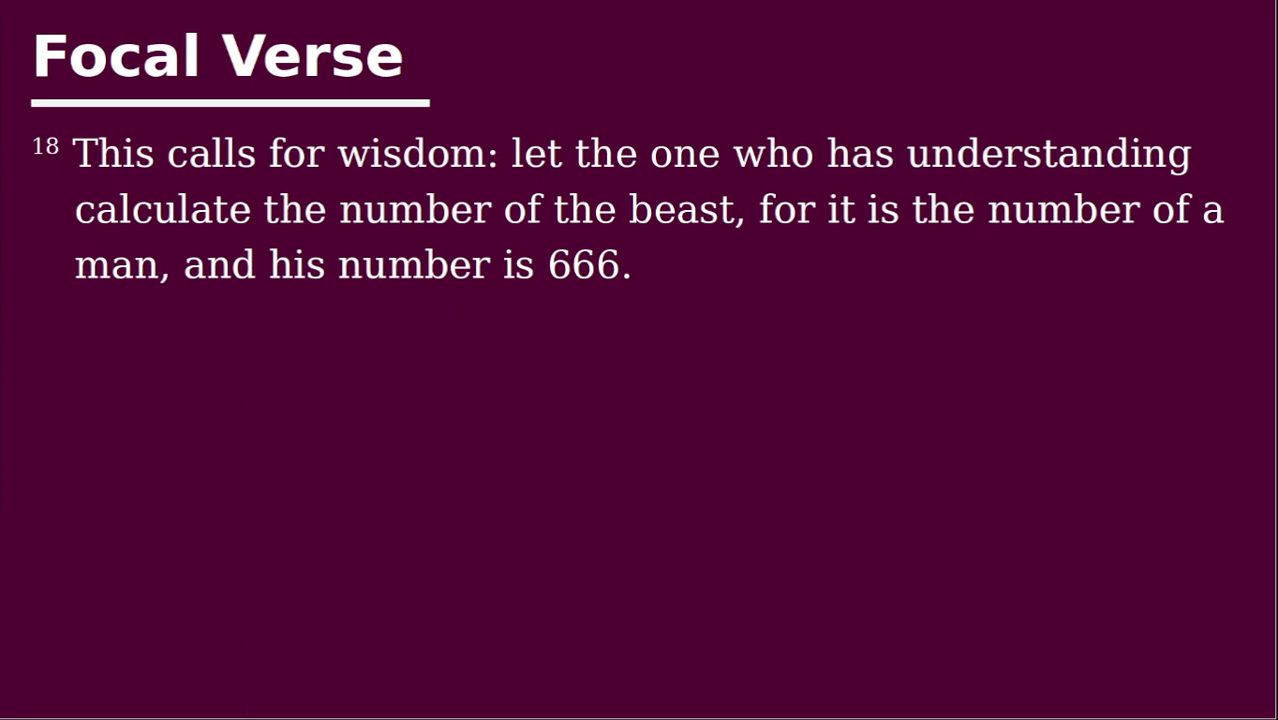 Focal Verse
18 This calls for wisdom: let the one who has understanding
calculate the number of the beast, for it is the number of a
man, and his number is 666.